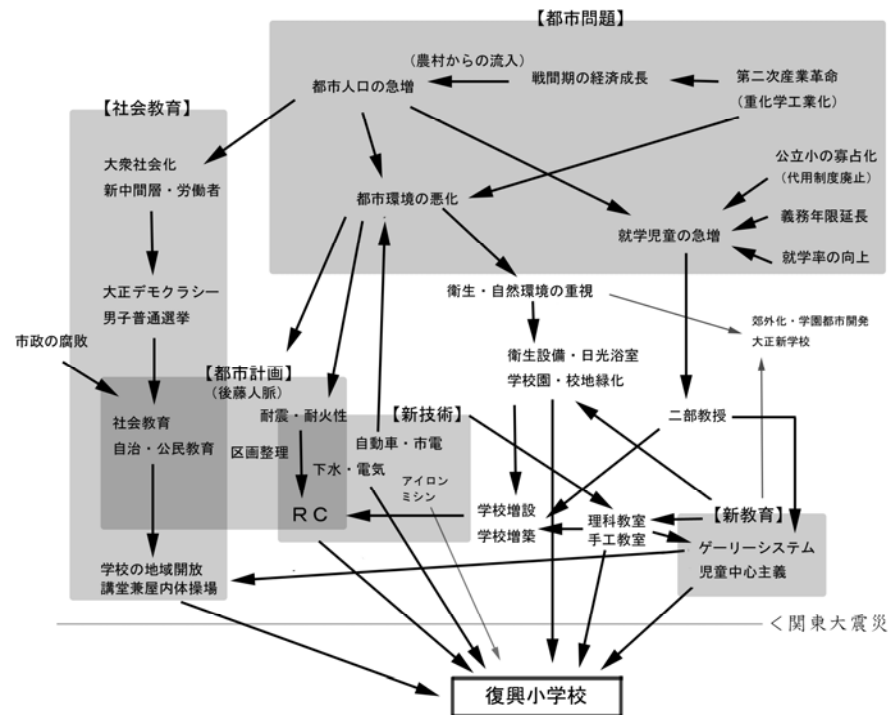 【都市問題】
（農村からの流入）
都市人口の急増
戦間期の経済成長
第二次産業革命
（重化学工業化）
【社会教育】
大衆社会化
新中間層・労働者
公立小の寡占化
（代用制度廃止）
都市環境の悪化
義務年限延長
就学児童の急増
就学率の向上
大正デモクラシー
男子普通選挙
衛生・自然環境の重視
郊外化・学園都市開発
大正新学校
市政の腐敗
衛生設備・日光浴室
学校園・校地緑化
【都市計画】
（後藤人脈）
耐震・耐火性
【新技術】
二部教授
社会教育
自治・公民教育
区画整理
自動車・市電
下水・電気
アイロン
ミシン
ＲＣ
学校増設
学校増築
理科教室
手工教室
【新教育】
ゲーリーシステム
児童中心主義
学校の地域開放
講堂兼屋内体操場
＜関東大震災
復興小学校